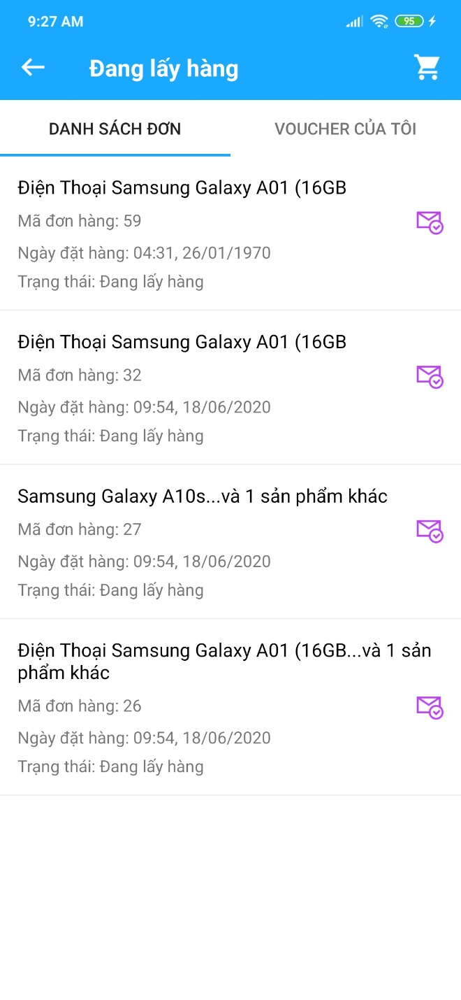 9:27 AM
95
Đang lấy hàng
DANH SÁCH ĐƠN
VOUCHER CỦA TÔI
Điện Thoại Samsung Galaxy A01 (16GB
Mã đơn hàng: 59
Ngày đặt hàng: 04:31, 26/01/1970
Trạng thái: Đang lấy hàng
Điện Thoại Samsung Galaxy A01 (16GB
Mã đơn hàng: 32
Ngày đặt hàng: 09:54, 18/06/2020
Trạng thái: Đang lấy hàng
Samsung Galaxy A10s...và 1 sản phẩm khác
Mã đơn hàng: 27
Ngày đặt hàng: 09:54, 18/06/2020
Trạng thái: Đang lấy hàng
Điện Thoại Samsung Galaxy A01 (16GB...và 1 sản
phẩm khác
Mã đơn hàng: 26
Ngày đặt hàng: 09:54, 18/06/2020
Trạng thái: Đang lấy hàng